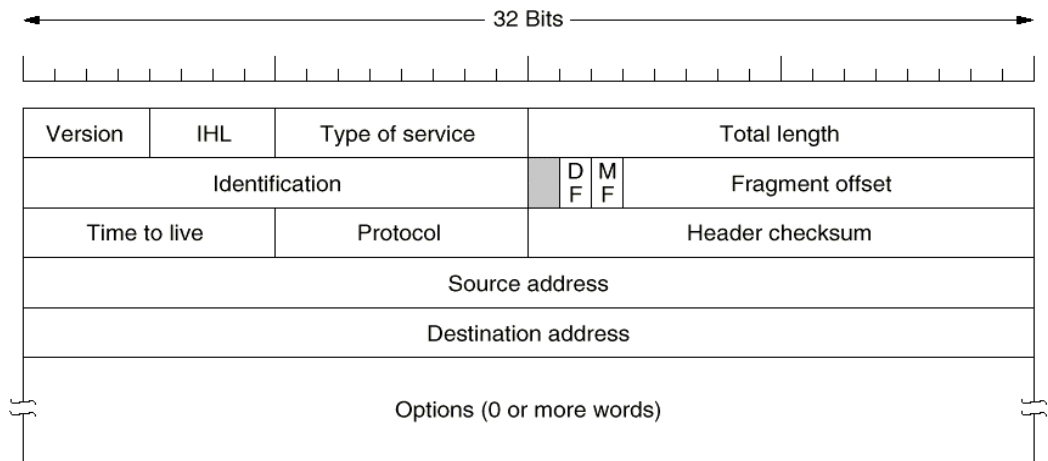 32 Bits
Version IHL Type of service Total length
Identification D F M F Fragment offset
Time to live Protocol Header checksum
Source address
Destination address
Options (0 or more words)